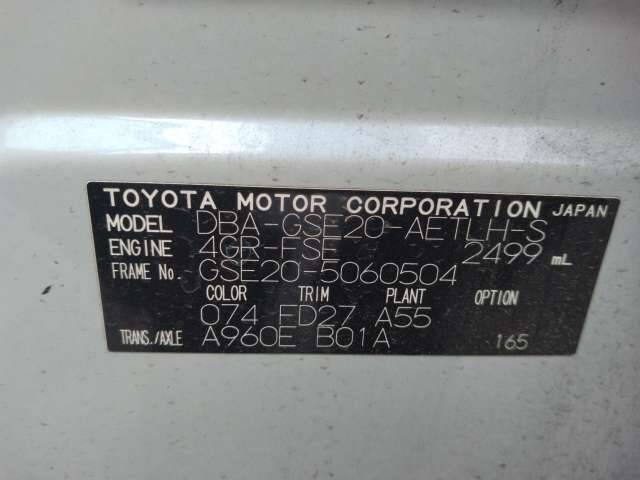 TOYOTA MOTOR CORPORATION JAPAN
MODEL DBA-GSE20-AETLH-S
ENGINE 4GR-FSE 2499 mL
FRAME No. GSE20-5060504
COLOR TRIM PLANT OPTION
074 FD27 A55
TRANS./AXLE A960E B01A 165